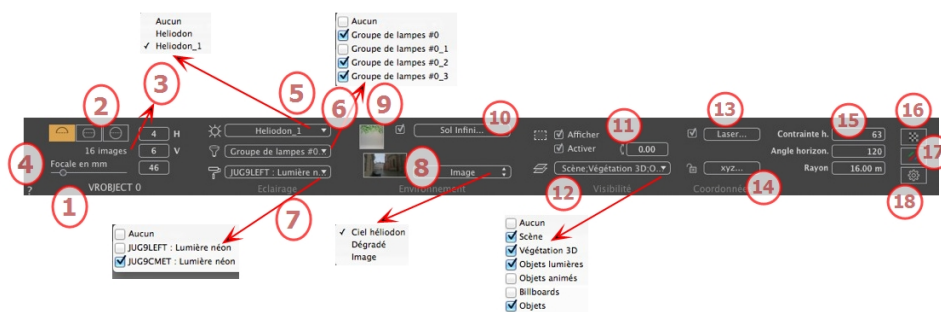 Aucun
Heliodon
✓ Heliodon_1
Aucun
Groupe de lampes #0
Groupe de lampes #0_1
Groupe de lampes #0_2
Groupe de lampes #0_3
1
2
3
4
5
6
7
8
9
10
11
12
13
14
15
16
17
18
4 H
16 images
6 V
Focale en mm
46
?
VROBJECT 0
Heliodon_1
Groupe de lampes #0.
JUG9LEFT : Lumière n.
Eclairage
Sol Infini...
Image
Environnement
Afficher
Activer
0.00
Scène;Végétation 3D;O..
Visibilité
Laser...
xyz...
Coordonnée
Contrainte h. 63
Angle horizon. 120
Rayon 16.00 m
Aucun
JUG9LEFT : Lumière néon
JUG9CMET : Lumière néon
✓ Ciel héliodon
Dégradé
Image
Aucun
Scène
Végétation 3D
Objets lumières
Objets animés
Billboards
Objets